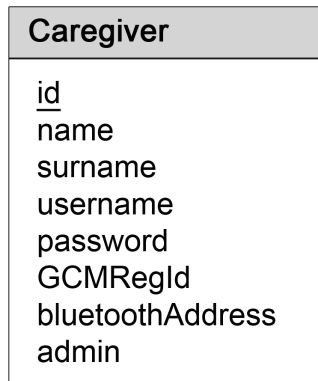 Caregiver
id
name
surname
username
password
GCMRegId
bluetoothAddress
admin